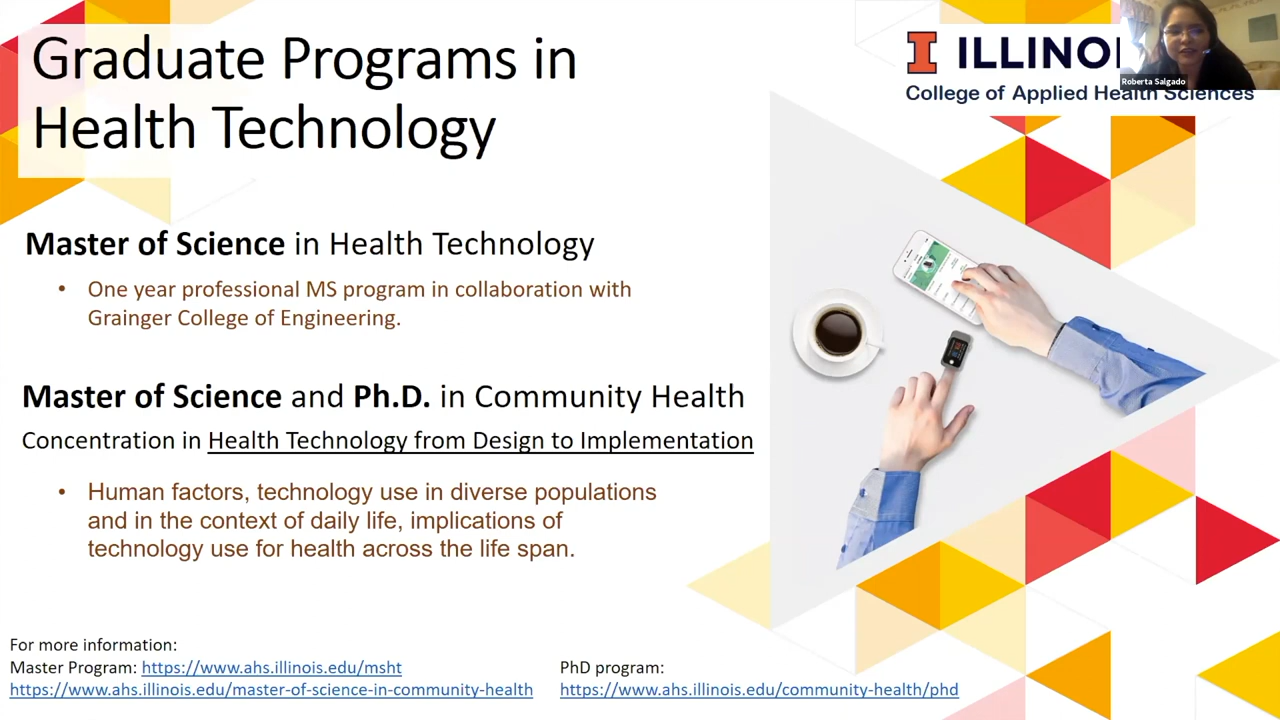 Graduate Programs in
Health Technology
ILLINO
Roberta Salgado
College of Applied Health Sciences
Master of Science in Health Technology
• One year professional MS program in collaboration with
Grainger College of Engineering.
Master of Science and Ph.D. in Community Health
Concentration in Health Technology from Design to Implementation
• Human factors, technology use in diverse populations
and in the context of daily life, implications of
technology use for health across the life span.
For more information:
Master Program: https://www.ahs.illinois.edu/msht
https://www.ahs.illinois.edu/master-of-science-in-community-health
PhD program:
https://www.ahs.illinois.edu/community-health/phd